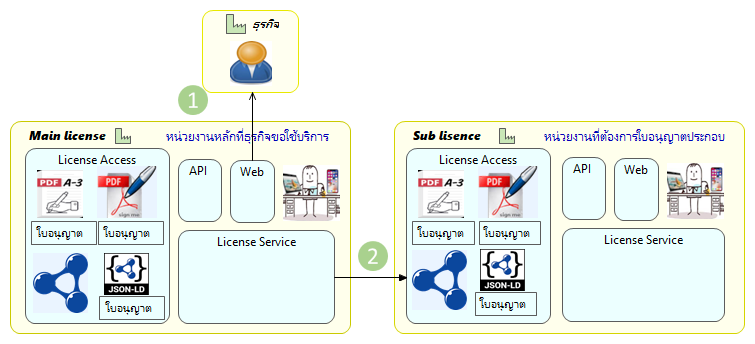 ธุรกิจ
1
Main license
หน่วยงานหลักที่ธุรกิจขอใช้บริการ
License Access
PDF A-3
PDF
sign me
ใบอนุญาต
ใบอนุญาต
JSON-LD
ใบอนุญาต
API
Web
License Service
2
Sub lisence
หน่วยงานที่ต้องการใบอนุญาตประกอบ
License Access
PDF A-3
PDF
sign me
ใบอนุญาต
ใบอนุญาต
JSON-LD
ใบอนุญาต
API
Web
License Service